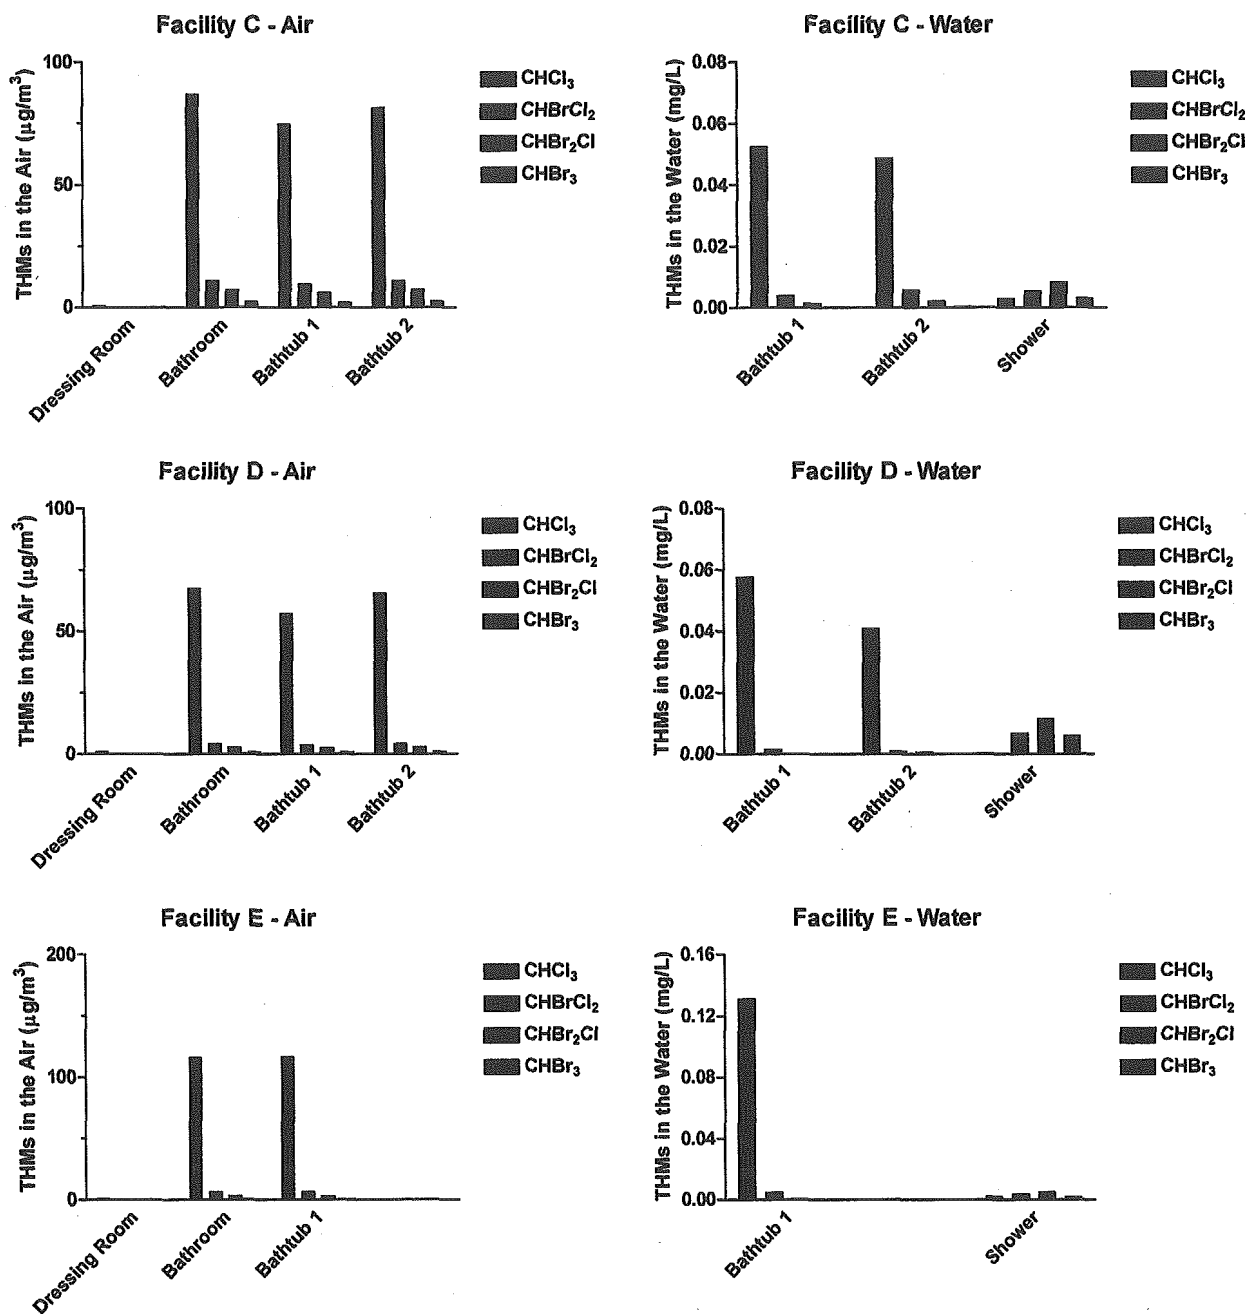 Facility C - Air
THMs in the Air (µg/m³)
100
50
0
CHCl₃
CHBrCl₂
CHBr₂Cl
CHBr₃
Dressing Room
Bathroom
Bathtub 1
Bathtub 2
Facility C - Water
THMs in the Water (mg/L)
0.08
0.06
0.04
0.02
0.00
CHCl₃
CHBrCl₂
CHBr₂Cl
CHBr₃
Bathtub 1
Bathtub 2
Shower
Facility D - Air
THMs in the Air (µg/m³)
100
50
0
CHCl₃
CHBrCl₂
CHBr₂Cl
CHBr₃
Dressing Room
Bathroom
Bathtub 1
Bathtub 2
Facility D - Water
THMs in the Water (mg/L)
0.08
0.06
0.04
0.02
0.00
CHCl₃
CHBrCl₂
CHBr₂Cl
CHBr₃
Bathtub 1
Bathtub 2
Shower
Facility E - Air
THMs in the Air (µg/m³)
200
100
0
CHCl₃
CHBrCl₂
CHBr₂Cl
CHBr₃
Dressing Room
Bathroom
Bathtub 1
Facility E - Water
THMs in the Water (mg/L)
0.16
0.12
0.08
0.04
0.00
CHCl₃
CHBrCl₂
CHBr₂Cl
CHBr₃
Bathtub 1
Shower